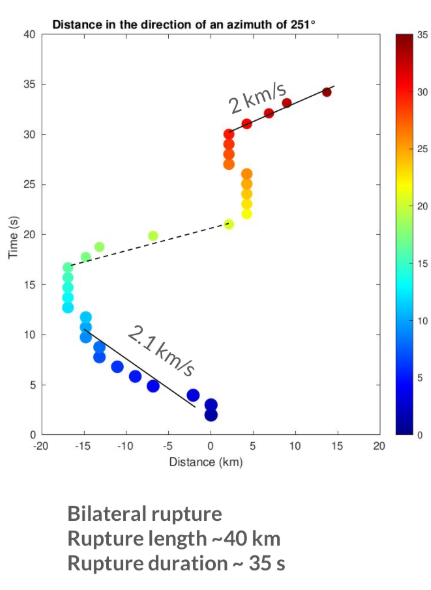 Distance in the direction of an azimuth of 251°
40
35
30
25
20
15
10
5
0
Time (s)
-20 -15 -10 -5 0 5 10 15 20
Distance (km)
2 km/s
2.1 km/s
35
30
25
20
15
10
5
0
Bilateral rupture
Rupture length ~40 km
Rupture duration ~ 35 s